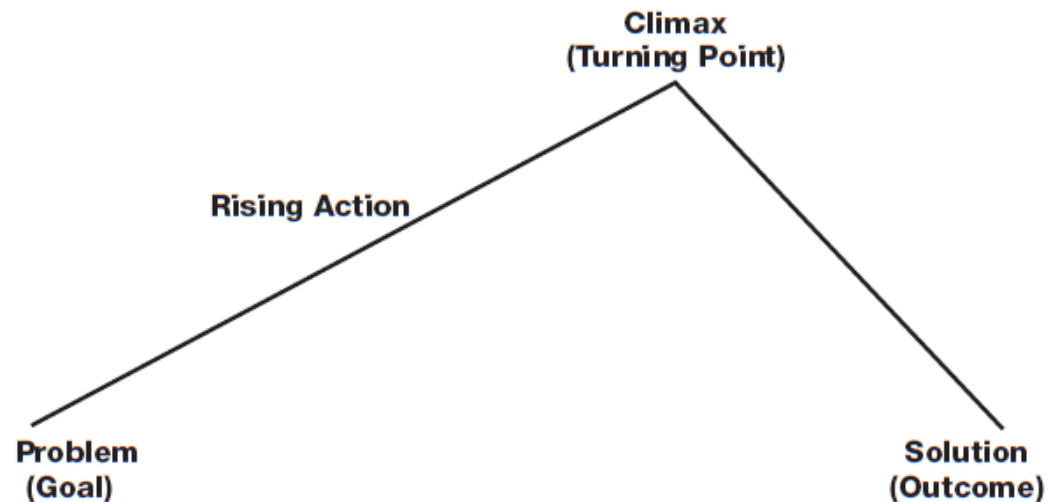 Climax
(Turning Point)
Rising Action
Problem
(Goal)
Solution
(Outcome)